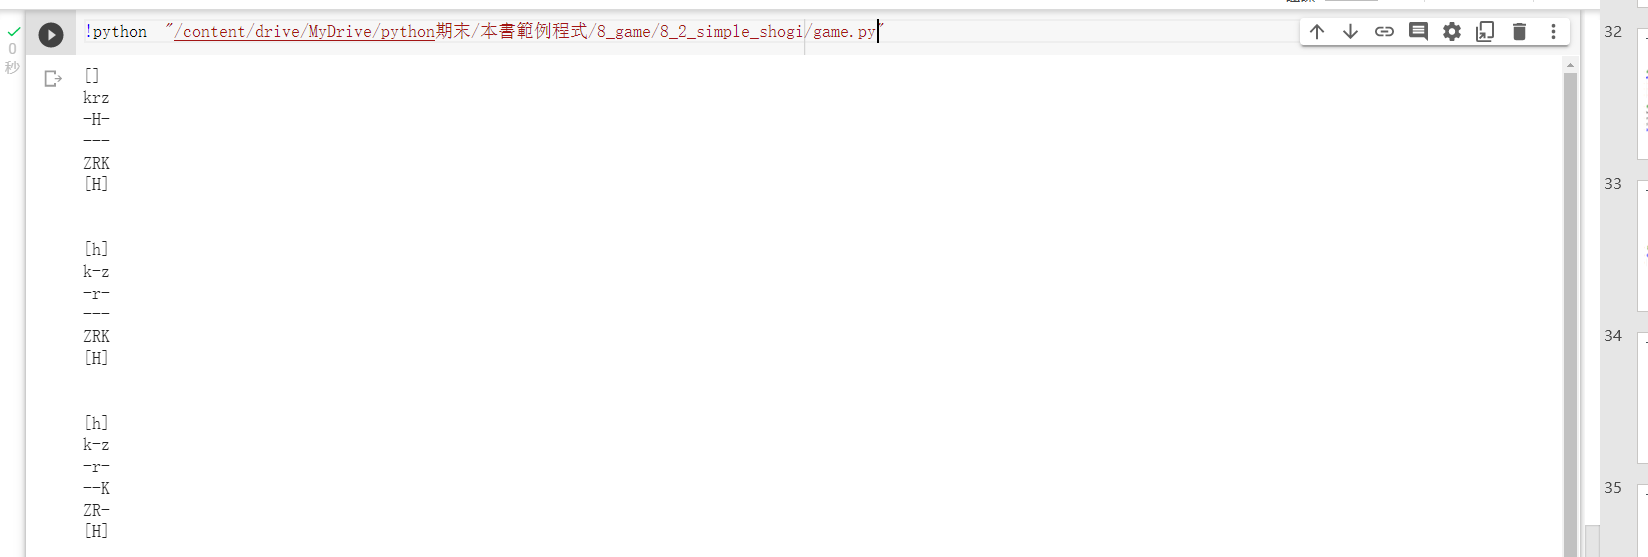 !python "/content/drive/MyDrive/python期末/本書範例程式/8_game/8_2_simple_shogi/game.py"
0
秒
[]
krz
-H-
---
ZRK
[H]
[h]
k-z
-r-
---
ZRK
[H]
[h]
k-z
-r-
--K
ZR-
[H]
32
33
34
35